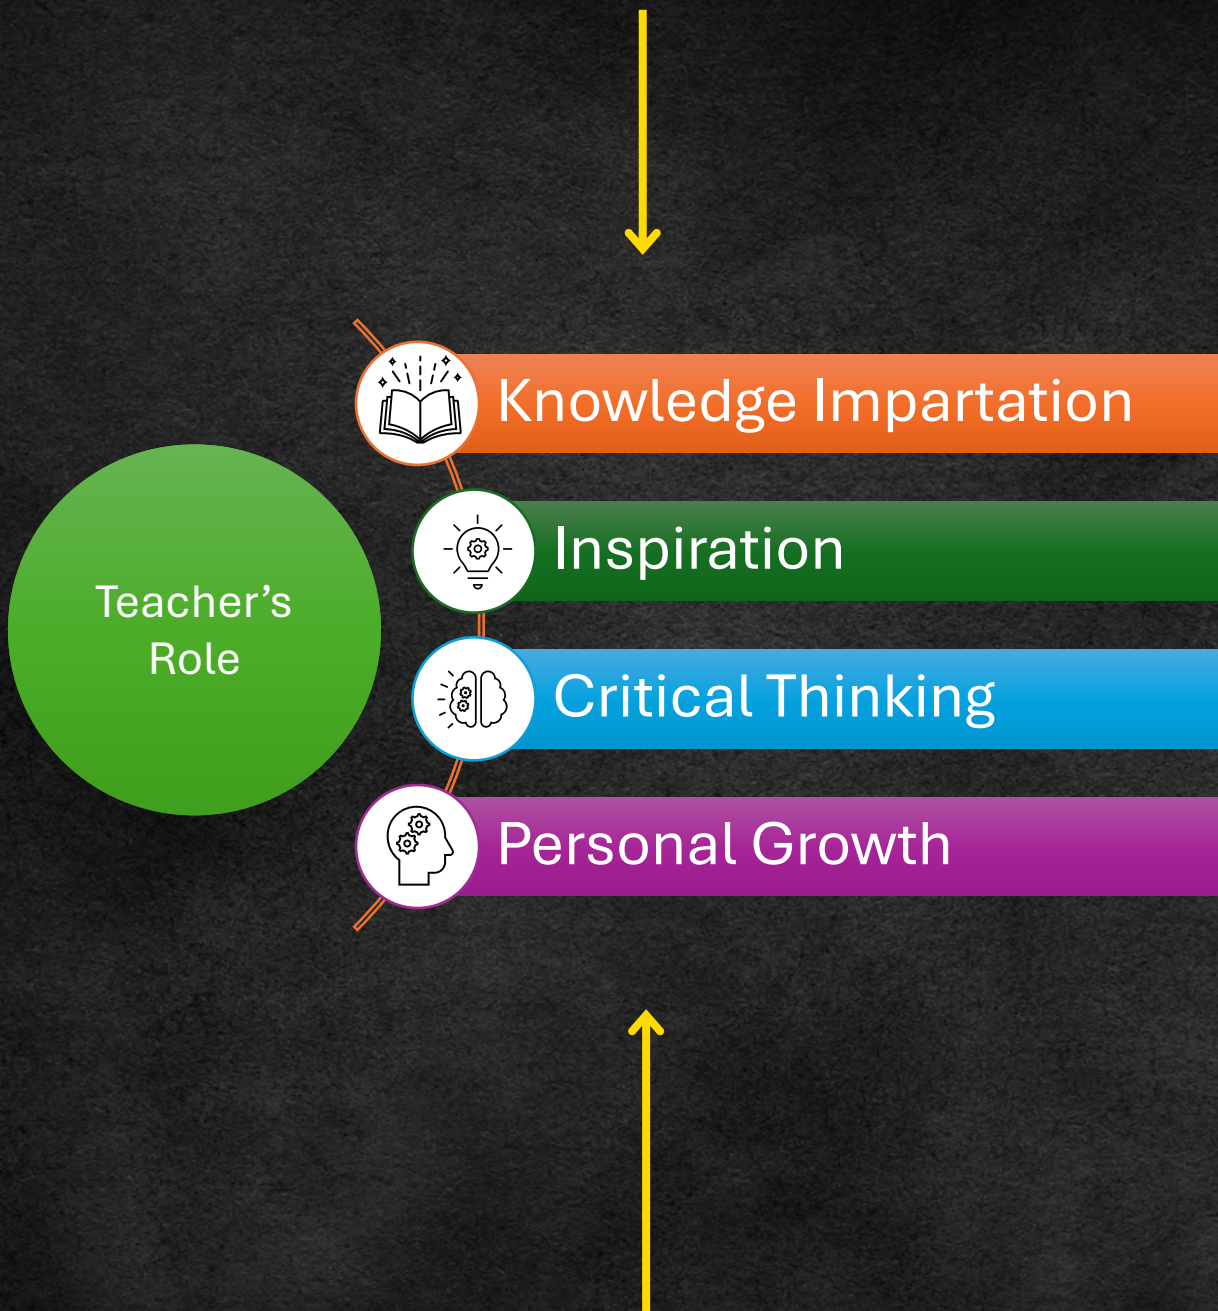 Knowledge Impartation
Inspiration
Teacher’s
Role
Critical Thinking
Personal Growth